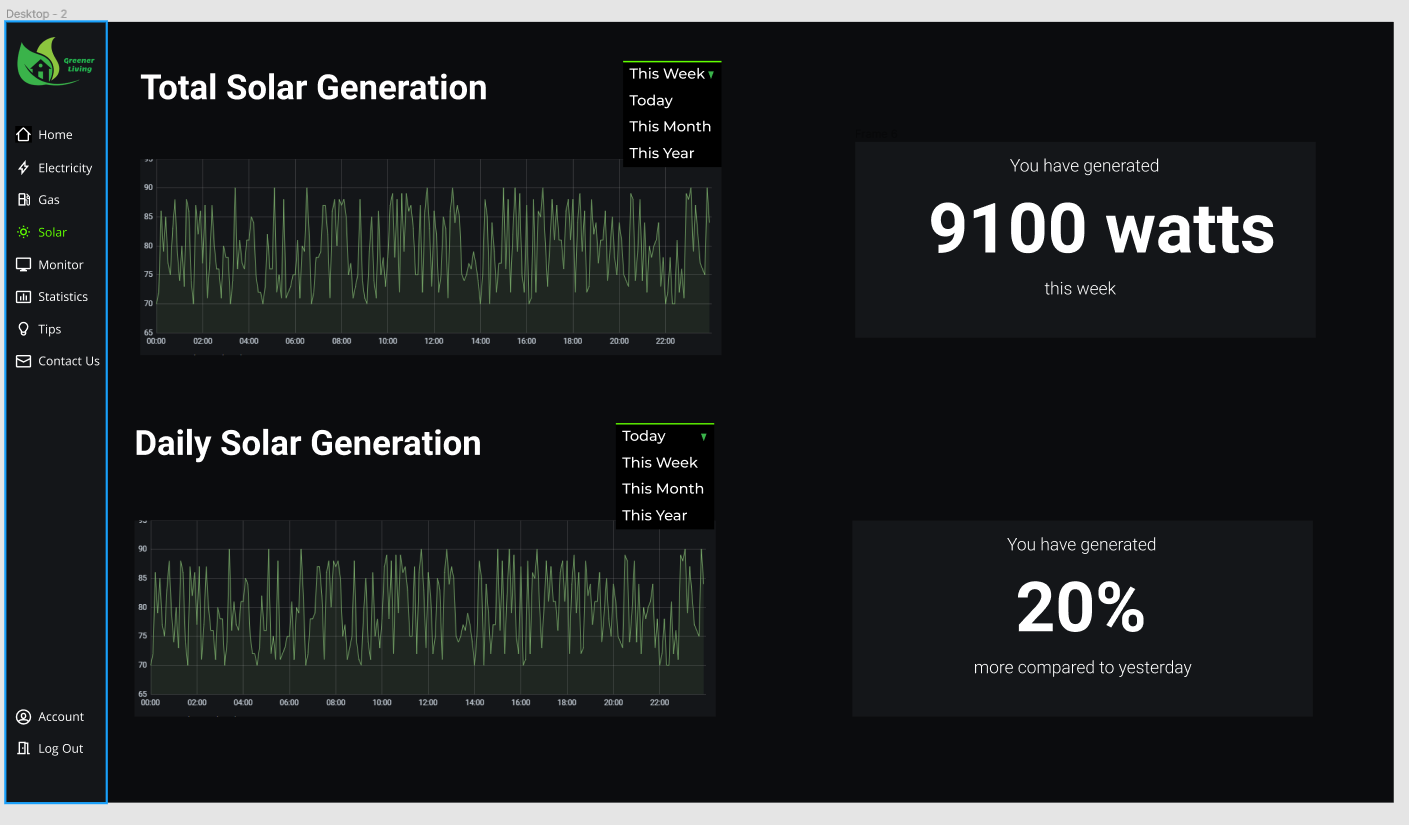 Desktop – 2
Greener
Living
Home
Electricity
Gas
Solar
Monitor
Statistics
Tips
Contact Us
Account
Log Out
Total Solar Generation
This Week ▼
Today
This Month
This Year
95
90
85
80
75
70
65
00:00 02:00 04:00 06:00 08:00 10:00 12:00 14:00 16:00 18:00 20:00 22:00
You have generated
9100 watts
this week
Daily Solar Generation
Today ▼
This Week
This Month
This Year
95
90
85
80
75
70
65
00:00 02:00 04:00 06:00 08:00 10:00 12:00 14:00 16:00 18:00 20:00 22:00
You have generated
20%
more compared to yesterday